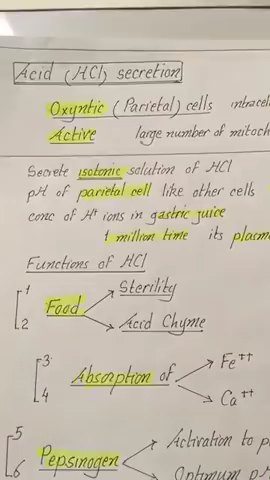 Acid (HCl) secretion
Oxyntic (Parietal) cells
Active large number of
Secrete isotonic solution of HCl
pH of parietal cell like other cells
conc of H+ ions in gastric juice
1 million time its
Functions of HCl
1
Sterility
Food
2
Acid Chyme
3
Fe++
Absorption of
4
Ca++
5
Activation to
Pepsinogen
6
Optimum